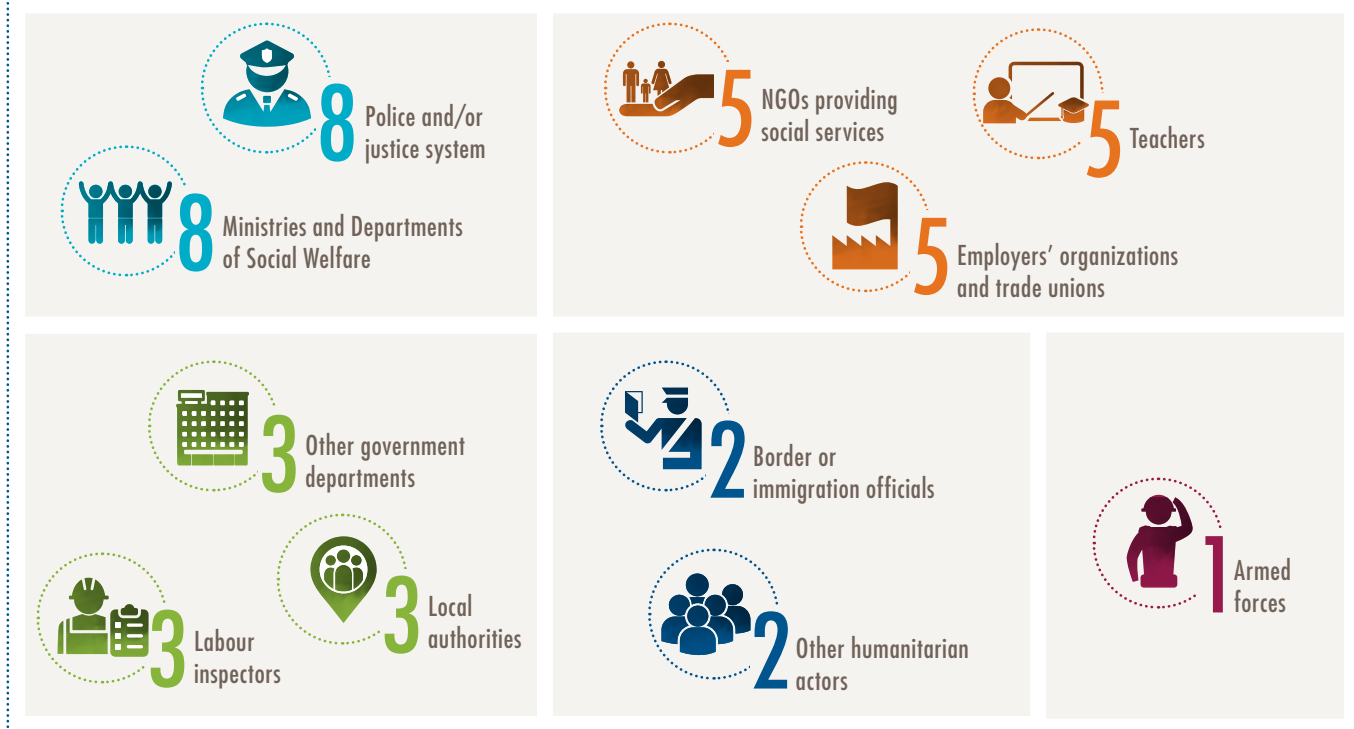 8
Police and/or
justice system
8
Ministries and Departments
of Social Welfare
5
NGOs providing
social services
5
Teachers
5
Employers’ organizations
and trade unions
3
Other government
departments
3
Local
authorities
3
Labour
inspectors
2
Border or
immigration officials
2
Other humanitarian
actors
1
Armed
forces